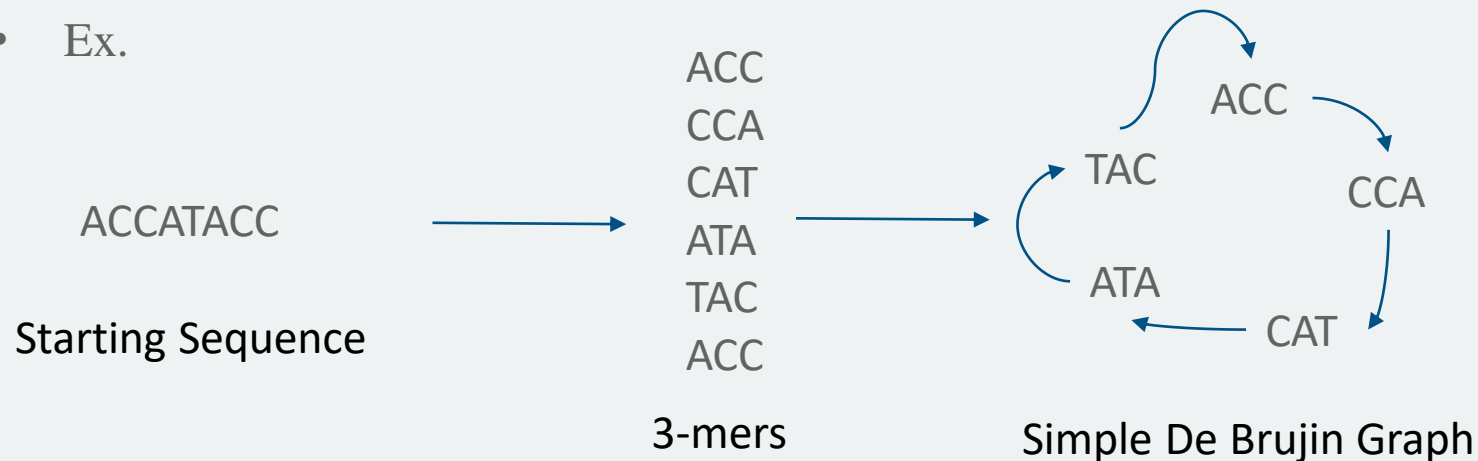 • Ex.
ACCATACC
Starting Sequence
ACC
CCA
CAT
ATA
TAC
ACC
3-mers
ACC
CCA
CAT
ATA
TAC
Simple De Brujin Graph